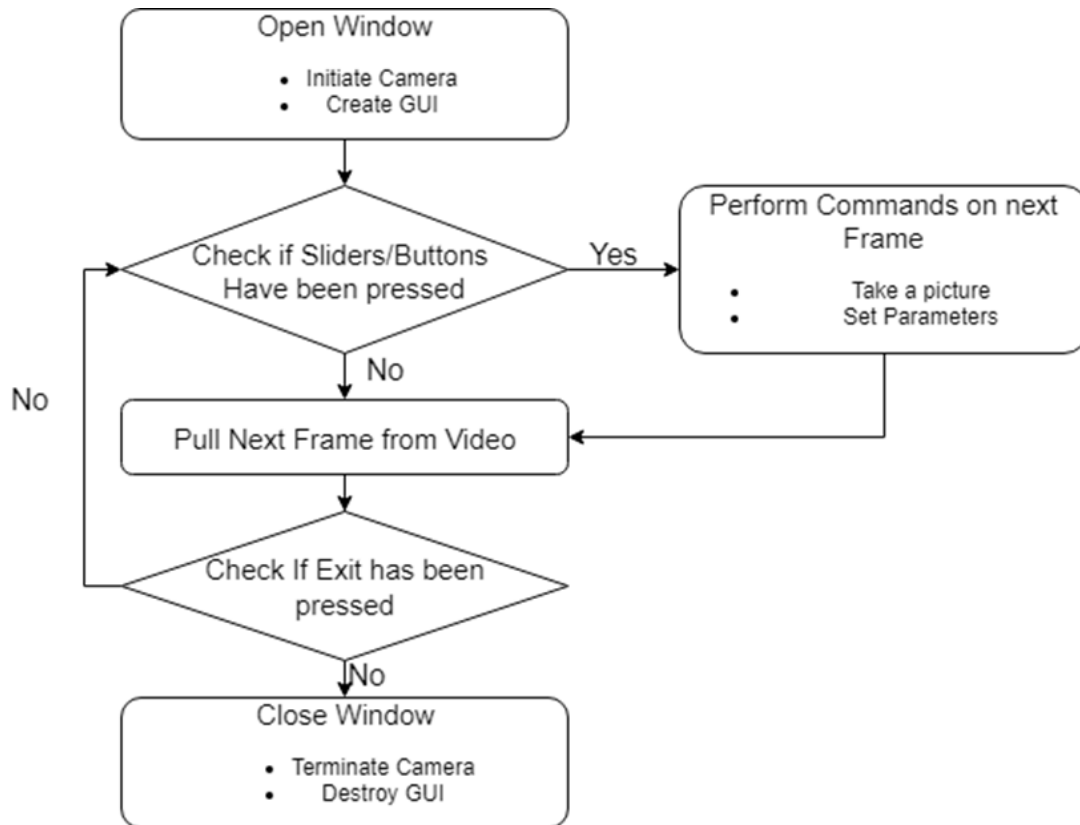 Open Window
• Initiate Camera
• Create GUI
Check if Sliders/Buttons
Have been pressed
Yes
Perform Commands on next
Frame
• Take a picture
• Set Parameters
No
No
Pull Next Frame from Video
Check If Exit has been
pressed
No
Close Window
• Terminate Camera
• Destroy GUI